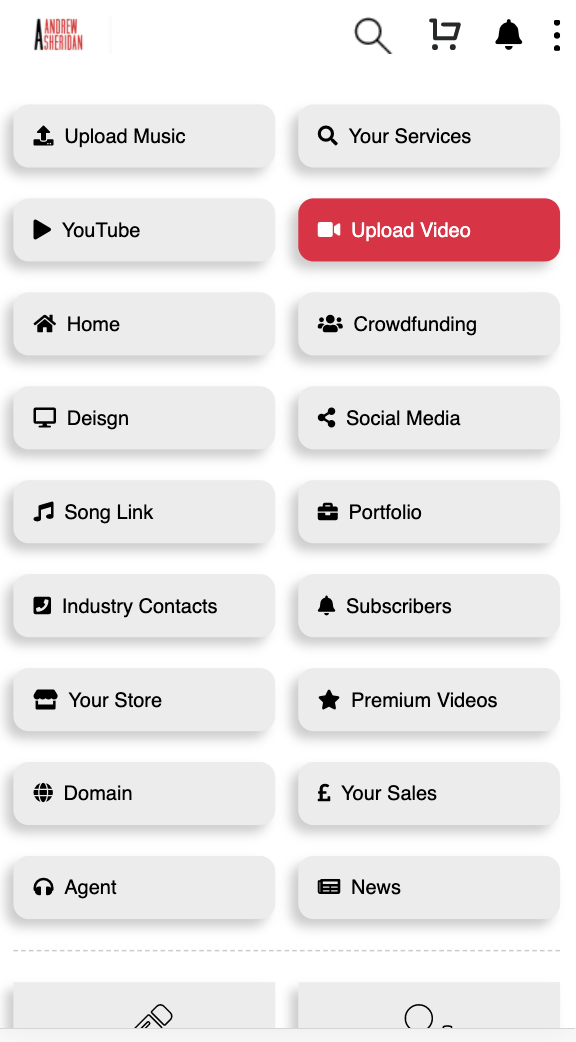 ANDREW
ASHERIDAN
Upload Music
Your Services
YouTube
Upload Video
Home
Crowdfunding
Deisgn
Social Media
Song Link
Portfolio
Industry Contacts
Subscribers
Your Store
Premium Videos
Domain
£ Your Sales
Agent
News